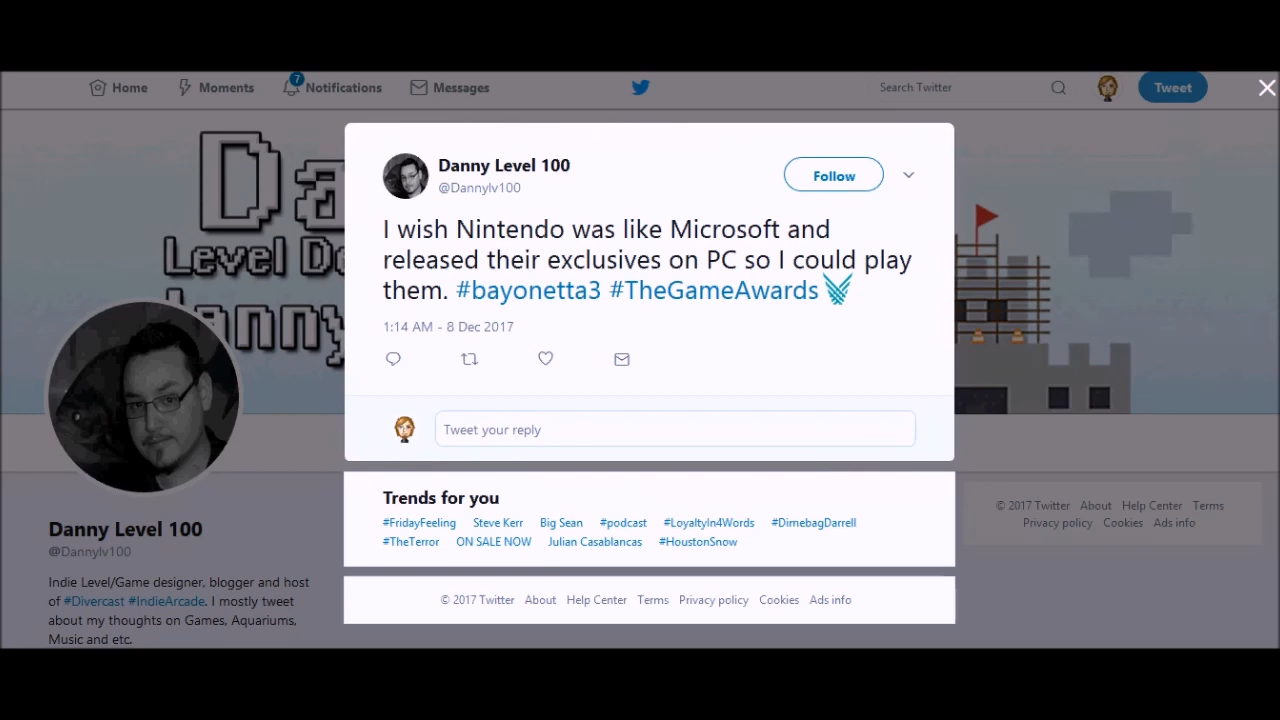 Home Moments 7 Notifications Messages Search Twitter Tweet
Da
Level De
anny
Danny Level 100
@Dannylv100
Follow
I wish Nintendo was like Microsoft and
released their exclusives on PC so I could play
them. #bayonetta3 #TheGameAwards
1:14 AM - 8 Dec 2017
Tweet your reply
Trends for you
#FridayFeeling Steve Kerr Big Sean #podcast #LoyaltyIn4Words #DimebagDarrell
#TheTerror ON SALE NOW Julian Casablancas #HoustonSnow
© 2017 Twitter About Help Center Terms Privacy policy Cookies Ads info
Danny Level 100
@Dannylv100
Indie Level/Game designer, blogger and host
of #Divercast #IndieArcade. I mostly tweet
about my thoughts on Games, Aquariums,
Music and etc.
© 2017 Twitter About Help Center Terms
Privacy policy Cookies Ads info